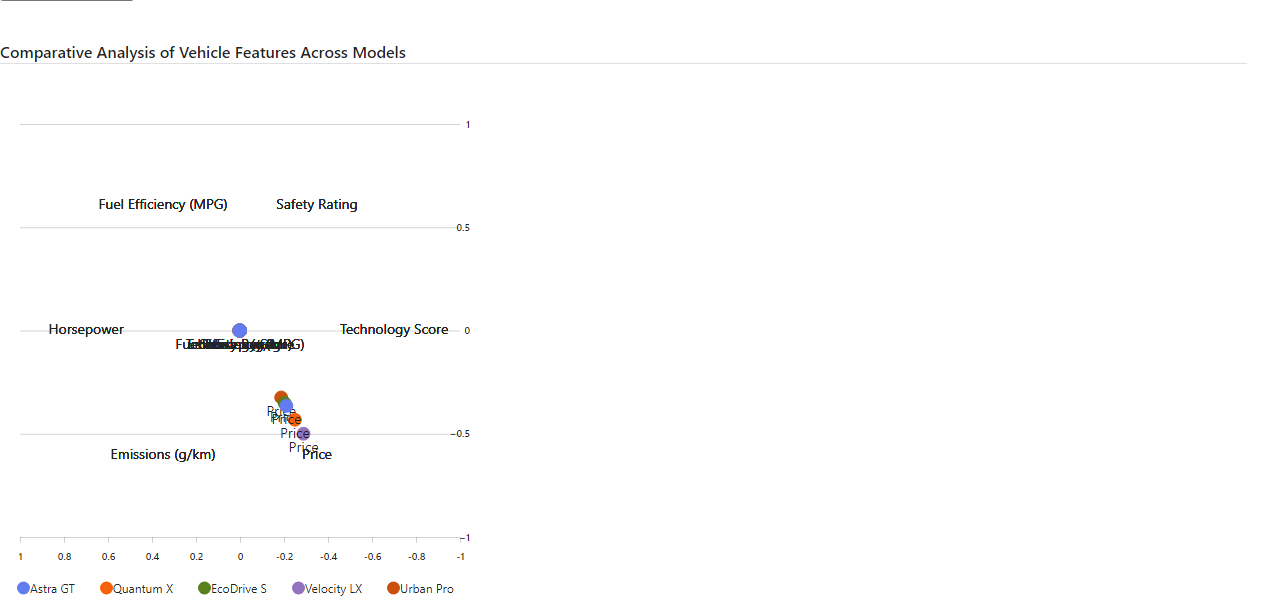 Comparative Analysis of Vehicle Features Across Models
1
Fuel Efficiency (MPG) Safety Rating
0.5
Horsepower Technology Score 0
Price
Price
Price
Price
-0.5
Price
Emissions (g/km) Price
-1
1 0.8 0.6 0.4 0.2 0 -0.2 -0.4 -0.6 -0.8 -1
Astra GT Quantum X EcoDrive S Velocity LX Urban Pro